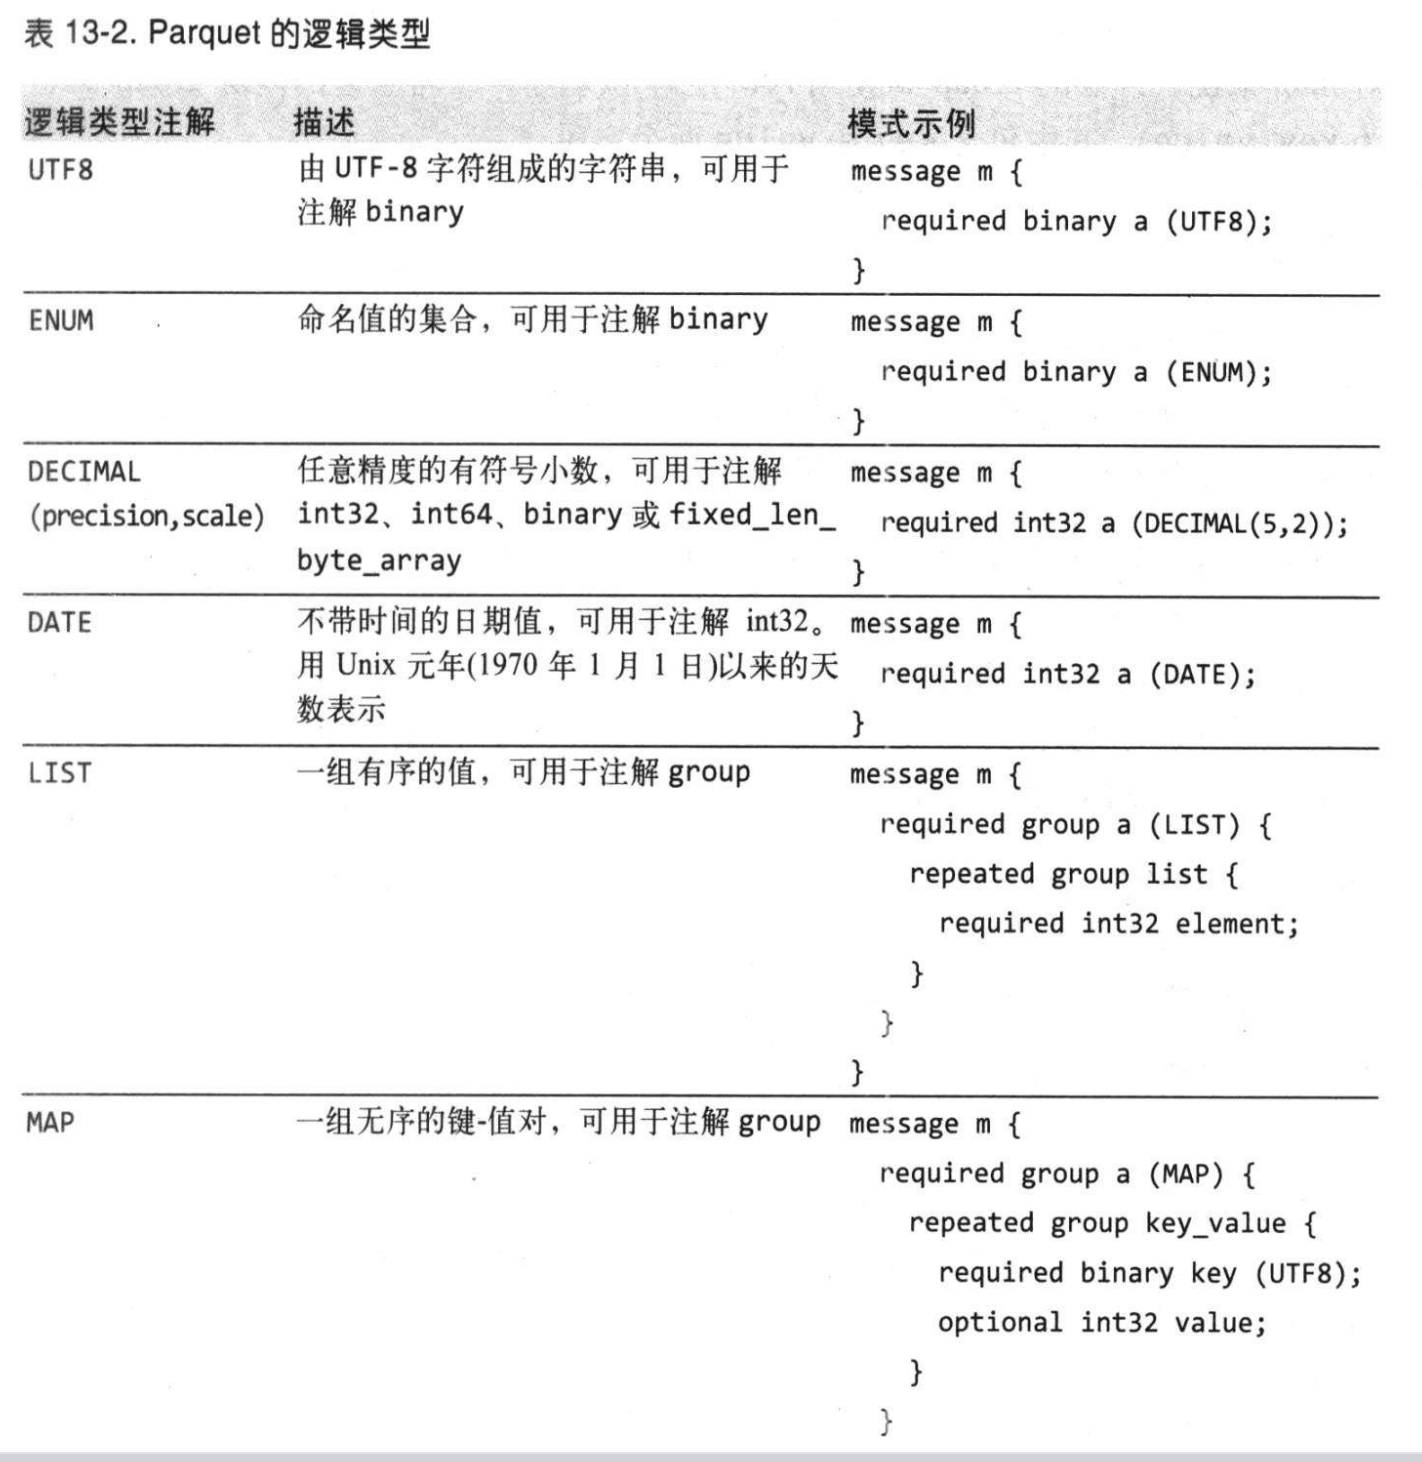 表 13-2. Parquet 的逻辑类型
逻辑类型注解 描述 模式示例
UTF8 由 UTF-8 字符组成的字符串，可用于 message m {
注解 binary required binary a (UTF8);
}
ENUM 命名值的集合，可用于注解 binary message m {
required binary a (ENUM);
}
DECIMAL 任意精度的有符号小数，可用于注解 message m {
(precision,scale) int32、int64、binary 或 fixed_len_ required int32 a (DECIMAL(5,2));
byte_array }
DATE 不带时间的日期值，可用于注解 int32。 message m {
用 Unix 元年(1970 年 1 月 1 日)以来的天 required int32 a (DATE);
数表示 }
LIST 一组有序的值，可用于注解 group message m {
required group a (LIST) {
repeated group list {
required int32 element;
}
}
}
MAP 一组无序的键-值对，可用于注解 group message m {
required group a (MAP) {
repeated group key_value {
required binary key (UTF8);
optional int32 value;
}
}